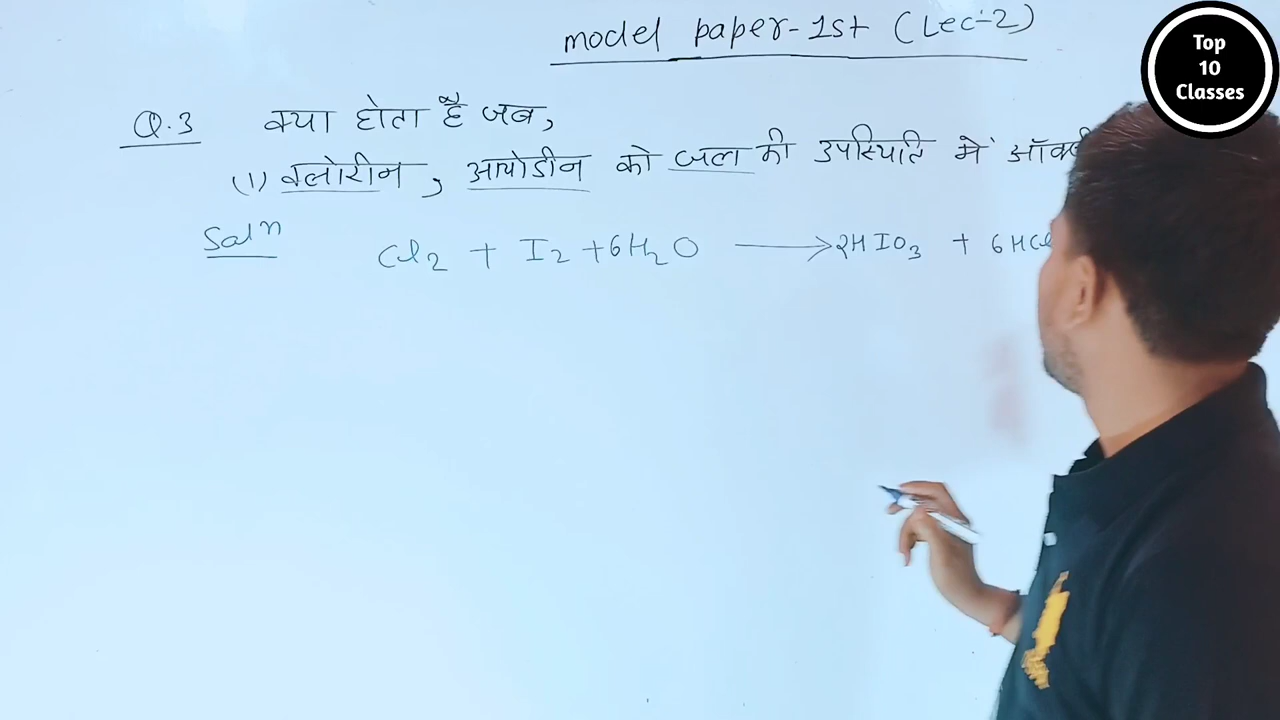 model paper-1st (Lec-2)
Top
10
Classes
Q.3 क्या होता है जब,
(1) क्लोरीन, आयोडीन को जल की उपस्थिति में
Solⁿ Cl₂ + I₂ + 6H₂O ⟶ 2HIO₃ + 6HCl